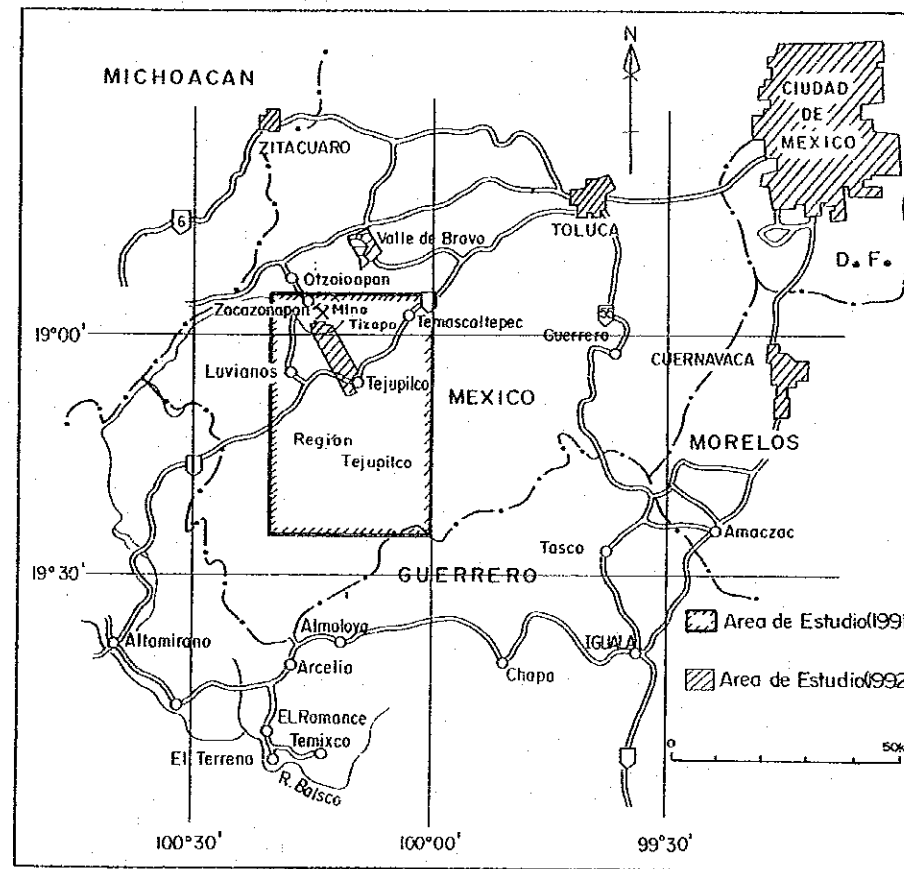 N
MICHOACAN
CIUDAD
DE
MEXICO
ZITACUARO
6
TOLUCA
Valle de Bravo
D. F.
Otzoloapan
Zacazonapan
Mina
Tizapa
Temascaltepec
55
19°00'
Guerrero
CUERNAVACA
Luvianos
Tejupilco
MEXICO
MORELOS
Region
Tejupilco
Amaczac
Tasco
19°30'
GUERRERO
Almoloya
Area de Estudio(199
Altamirano
IGUALA
Arcelia
Chapa
Area de Estudio(992
EL Romance
Temixco
0
50k
El Terreno
R. Balsco
100°30'
100°00'
99°30'